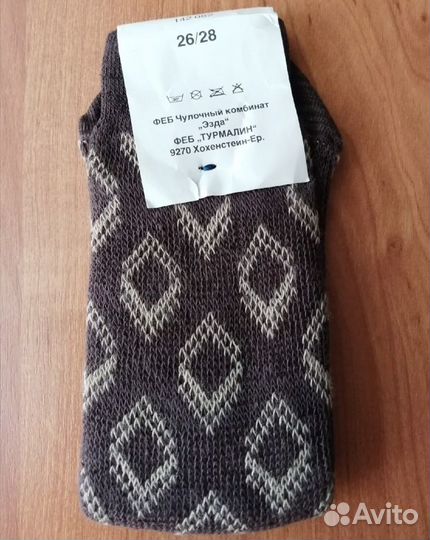 26/28
ФЕБ Чулочный комбинат
„Эзда“
ФЕБ „ТУРМАЛИН“
9270 Хохенстеин-Ер.
Avito